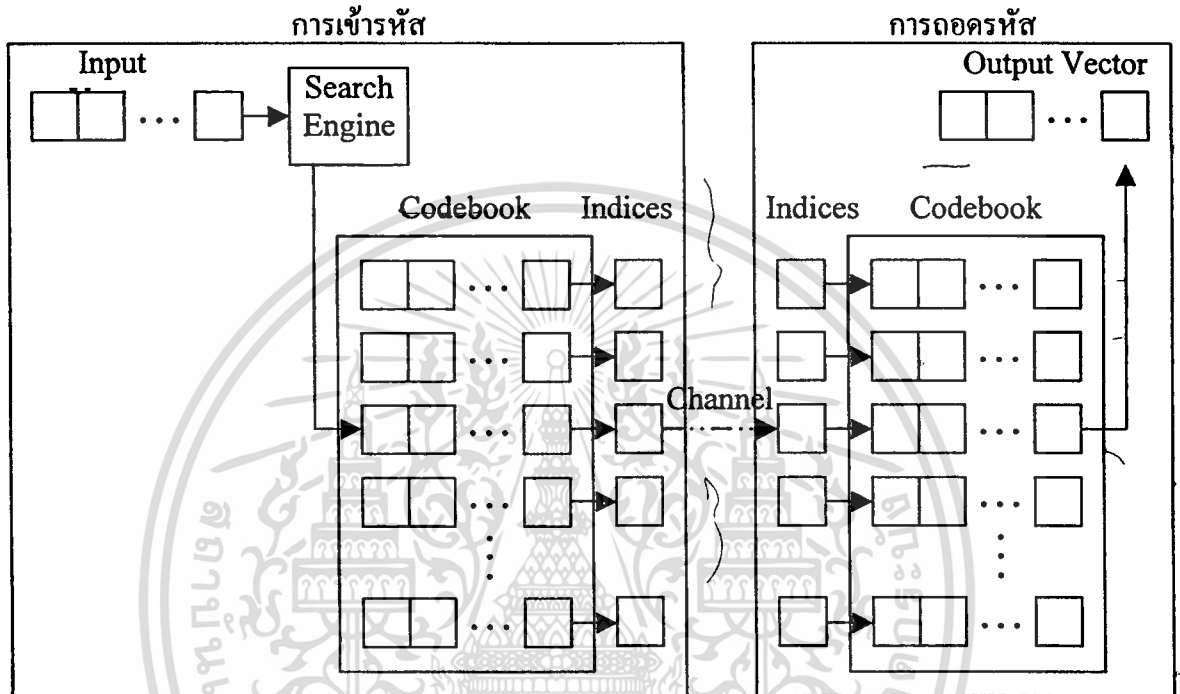 การเข้ารหัส
การถอดรหัส
Input
Search
Engine
Output Vector
Codebook
Indices
Indices
Codebook
Channel